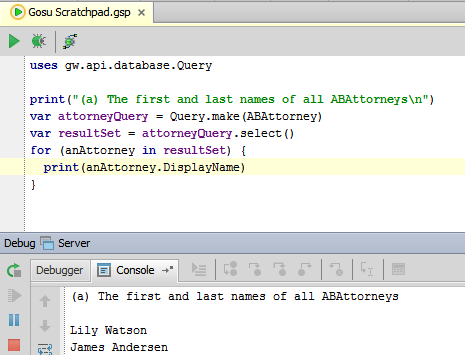 Gosu Scratchpad.gsp
uses gw.api.database.Query
print("(a) The first and last names of all ABAttorneys\n")
var attorneyQuery = Query.make(ABAttorney)
var resultSet = attorneyQuery.select()
for (anAttorney in resultSet) {
print(anAttorney.DisplayName)
}
Debug Server
Debugger Console
(a) The first and last names of all ABAttorneys
Lily Watson
James Andersen